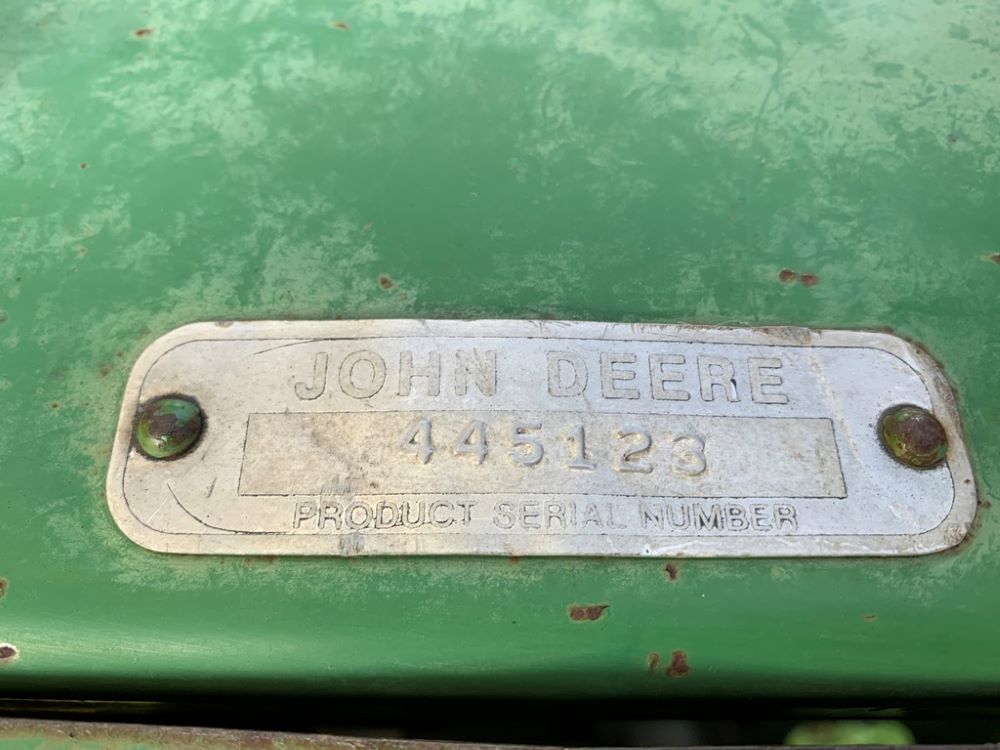 JOHN DEERE
445123
PRODUCT SERIAL NUMBER